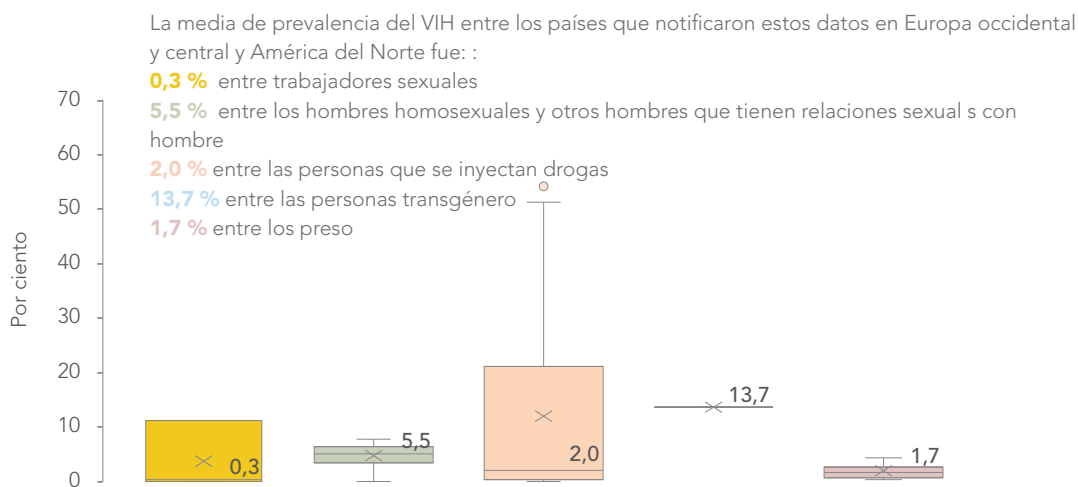 La media de prevalencia del VIH entre los países que notificaron estos datos en Europa occidental
y central y América del Norte fue: :
0,3 % entre trabajadores sexuales
5,5 % entre los hombres homosexuales y otros hombres que tienen relaciones sexual s con
hombre
2,0 % entre las personas que se inyectan drogas
13,7 % entre las personas transgénero
1,7 % entre los preso
Por ciento
70
60
50
40
30
20
10
0
0,3
5,5
2,0
13,7
1,7